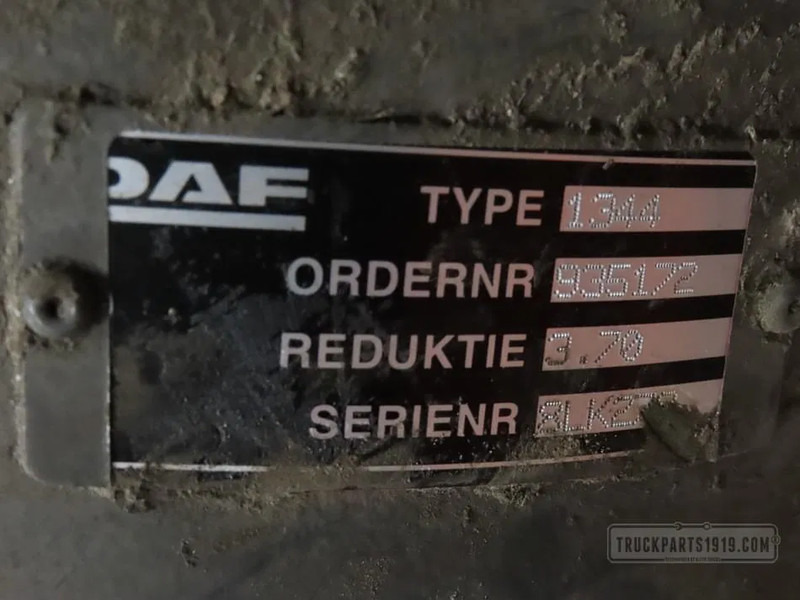 DAF
TYPE 1344
ORDERNR 935172
REDUKTIE 3.70
SERIENR
TRUCKPARTS1919.COM